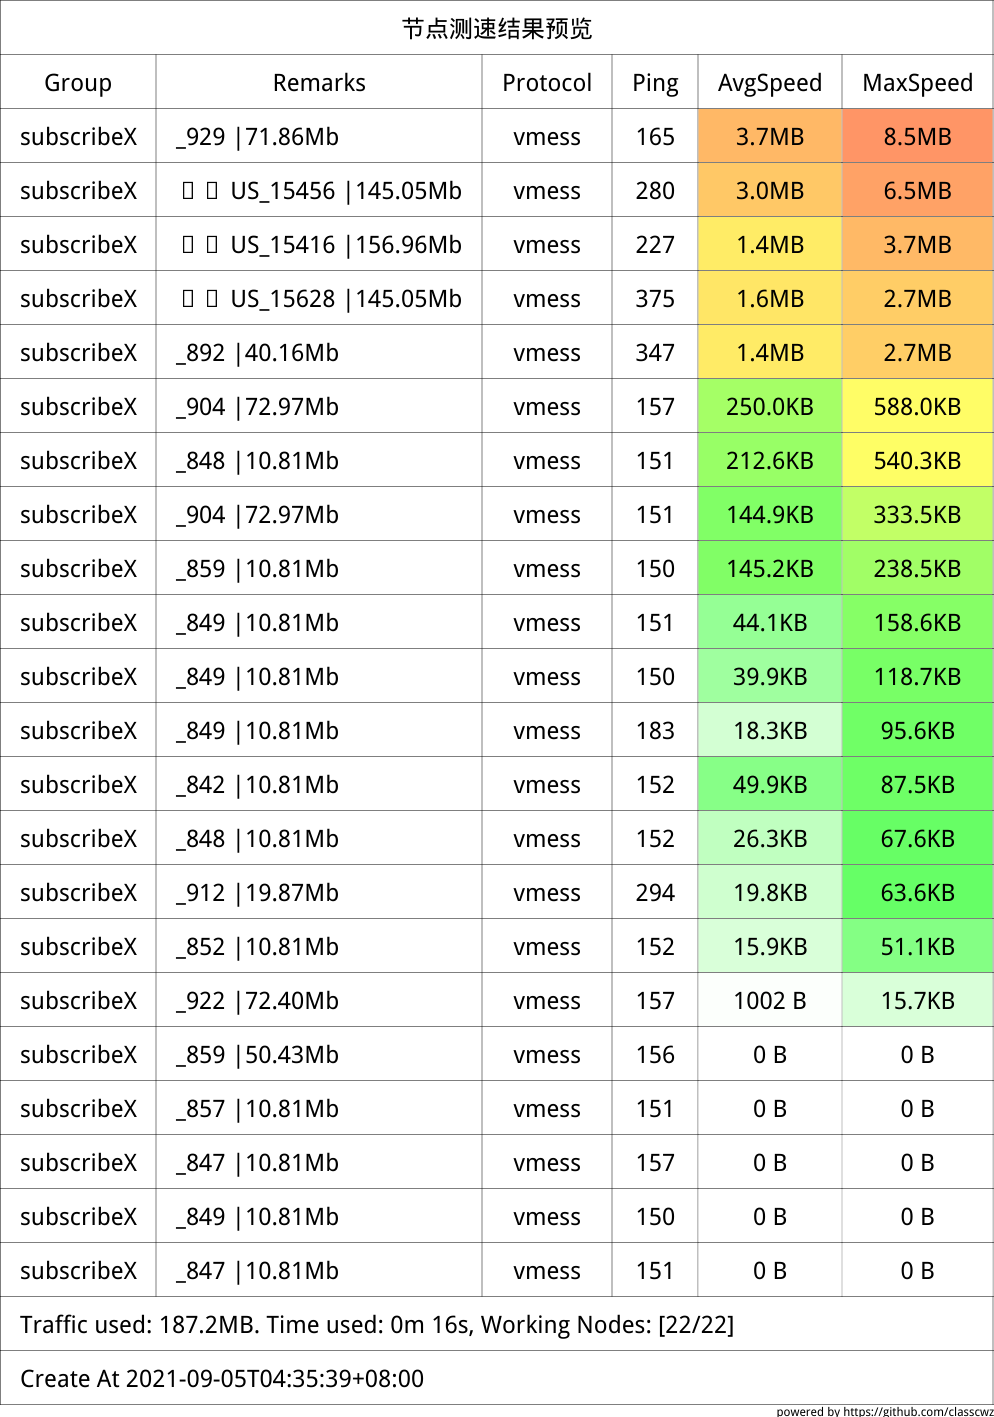 节点测速结果预览
Group Remarks Protocol Ping AvgSpeed MaxSpeed
subscribeX _929 |71.86Mb vmess 165 3.7MB 8.5MB
subscribeX US_15456 |145.05Mb vmess 280 3.0MB 6.5MB
subscribeX US_15416 |156.96Mb vmess 227 1.4MB 3.7MB
subscribeX US_15628 |145.05Mb vmess 375 1.6MB 2.7MB
subscribeX _892 |40.16Mb vmess 347 1.4MB 2.7MB
subscribeX _904 |72.97Mb vmess 157 250.0KB 588.0KB
subscribeX _848 |10.81Mb vmess 151 212.6KB 540.3KB
subscribeX _904 |72.97Mb vmess 151 144.9KB 333.5KB
subscribeX _859 |10.81Mb vmess 150 145.2KB 238.5KB
subscribeX _849 |10.81Mb vmess 151 44.1KB 158.6KB
subscribeX _849 |10.81Mb vmess 150 39.9KB 118.7KB
subscribeX _849 |10.81Mb vmess 183 18.3KB 95.6KB
subscribeX _842 |10.81Mb vmess 152 49.9KB 87.5KB
subscribeX _848 |10.81Mb vmess 152 26.3KB 67.6KB
subscribeX _912 |19.87Mb vmess 294 19.8KB 63.6KB
subscribeX _852 |10.81Mb vmess 152 15.9KB 51.1KB
subscribeX _922 |72.40Mb vmess 157 1002 B 15.7KB
subscribeX _859 |50.43Mb vmess 156 0 B 0 B
subscribeX _857 |10.81Mb vmess 151 0 B 0 B
subscribeX _847 |10.81Mb vmess 157 0 B 0 B
subscribeX _849 |10.81Mb vmess 150 0 B 0 B
subscribeX _847 |10.81Mb vmess 151 0 B 0 B
Traffic used: 187.2MB. Time used: 0m 16s, Working Nodes: [22/22]
Create At 2021-09-05T04:35:39+08:00
powered by https://github.com/classcwz